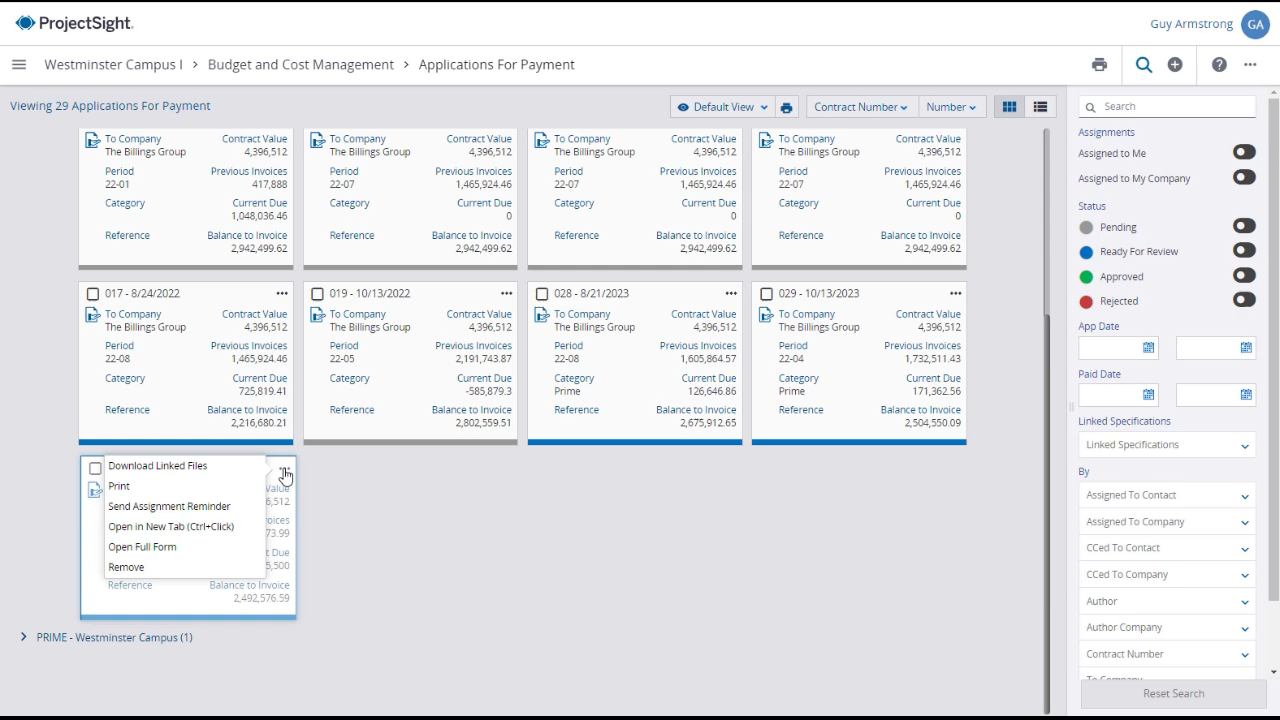 ProjectSight
Guy Armstrong GA
Westminster Campus I > Budget and Cost Management > Applications For Payment
Viewing 29 Applications For Payment
Default View Contract Number Number
To Company Contract Value To Company Contract Value To Company Contract Value To Company Contract Value
The Billings Group 4,396,512 The Billings Group 4,396,512 The Billings Group 4,396,512 The Billings Group 4,396,512
Period Previous Invoices Period Previous Invoices Period Previous Invoices Period Previous Invoices
22-01 417,888 22-07 1,465,924.46 22-07 1,465,924.46 22-07 1,465,924.46
Category Current Due Category Current Due Category Current Due Category Current Due
1,048,036.46 0 0 0
Reference Balance to Invoice Reference Balance to Invoice Reference Balance to Invoice Reference Balance to Invoice
2,942,499.62 2,942,499.62 2,942,499.62 2,942,499.62
017 - 8/24/2022 019 - 10/13/2022 028 - 8/21/2023 029 - 10/13/2023
To Company Contract Value To Company Contract Value To Company Contract Value To Company Contract Value
The Billings Group 4,396,512 The Billings Group 4,396,512 The Billings Group 4,396,512 The Billings Group 4,396,512
Period Previous Invoices Period Previous Invoices Period Previous Invoices Period Previous Invoices
22-08 1,465,924.46 22-05 2,191,743.87 22-08 1,605,864.57 22-04 1,732,511.43
Category Current Due Category Current Due Category Current Due Category Current Due
725,819.41 -585,879.3 Prime 126,646.86 Prime 171,362.56
Reference Balance to Invoice Reference Balance to Invoice Reference Balance to Invoice Reference Balance to Invoice
2,216,680.21 2,802,559.51 2,675,912.65 2,504,550.09
Download Linked Files
Print
Value
Send Assignment Reminder 6,512
Open in New Tab (Ctrl+Click) oices
73.99
Open Full Form t Due
Remove 5,500
Reference Balance to Invoice
2,492,576.59
PRIME - Westminster Campus (1)
Search
Assignments
Assigned to Me
Assigned to My Company
Status
Pending
Ready For Review
Approved
Rejected
App Date
Paid Date
Linked Specifications
Linked Specifications
By
Assigned To Contact
Assigned To Company
CCed To Contact
CCed To Company
Author
Author Company
Contract Number
To Company
Reset Search